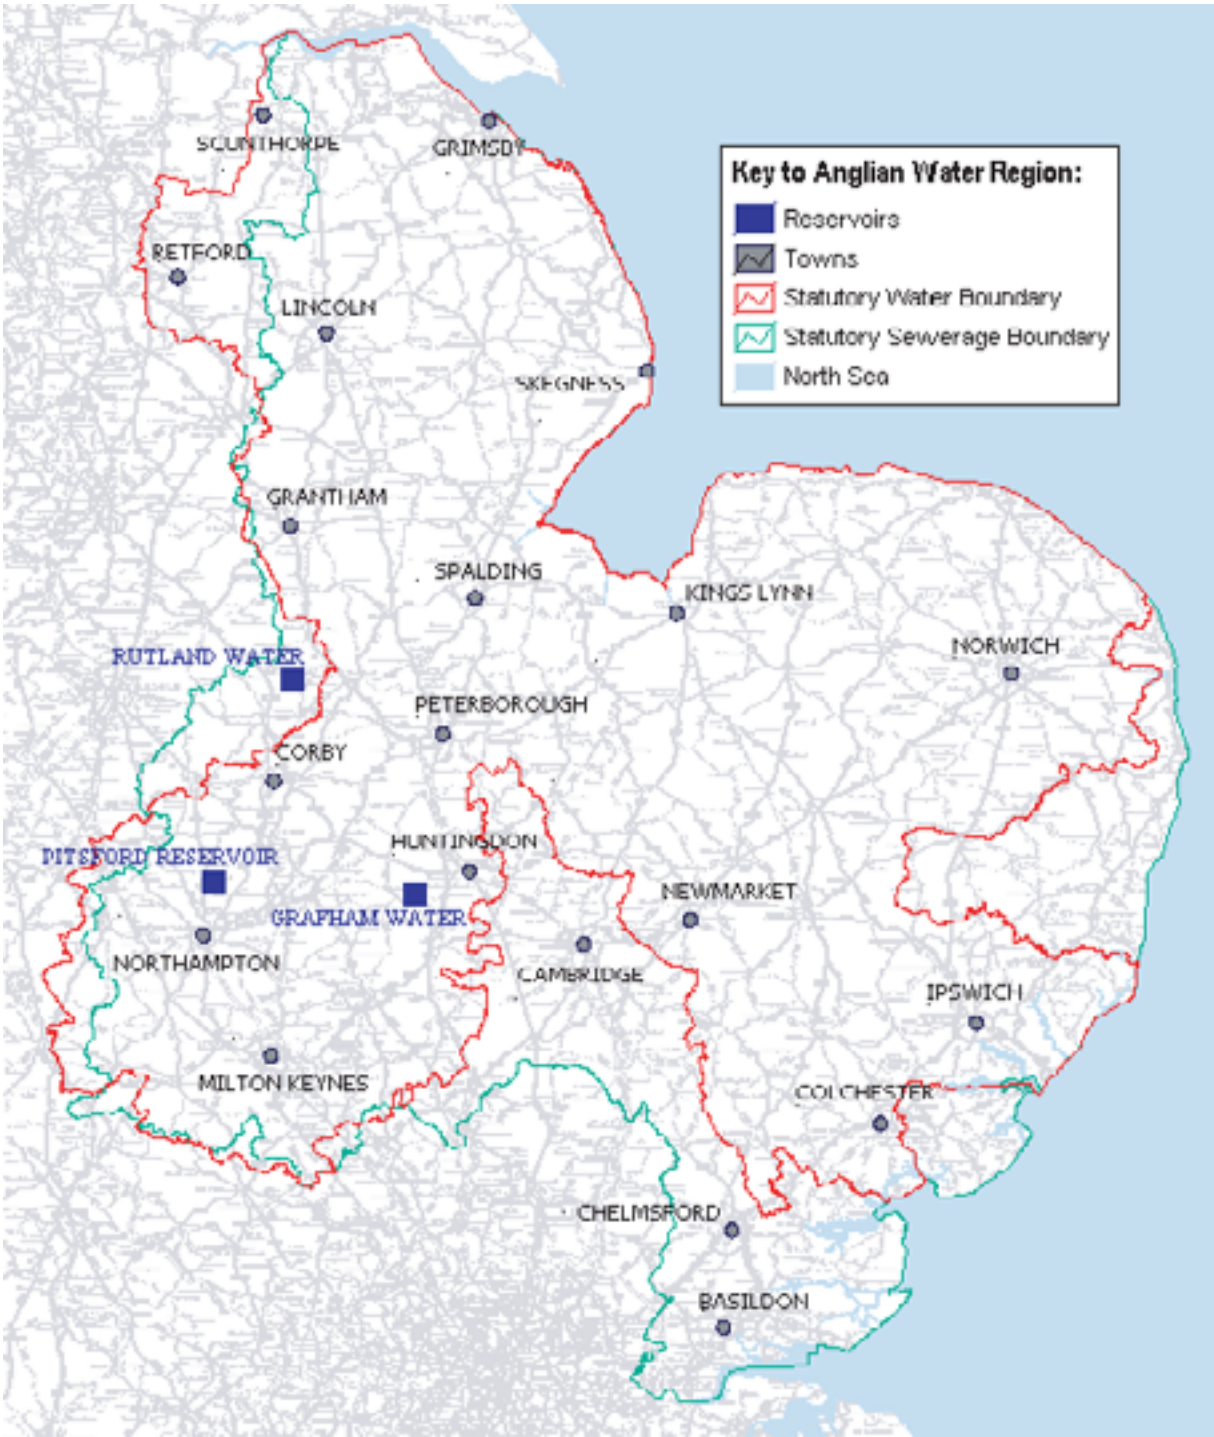 SCUNTHORPE
GRIMSBY
Key to Anglian Water Region:
Reservoirs
Towns
Statutory Water Boundary
Statutory Sewerage Boundary
North Sea
RETFORD
LINCOLN
SKEGNESS
GRANTHAM
SPALDING
KINGS LYNN
NORWICH
RUTLAND WATER
PETERBOROUGH
CORBY
HUNTINGDON
PITSFORD RESERVOIR
NEWMARKET
GRAFHAM WATER
NORTHAMPTON
CAMBRIDGE
IPSWICH
MILTON KEYNES
COLCHESTER
CHELMSFORD
BASILDON